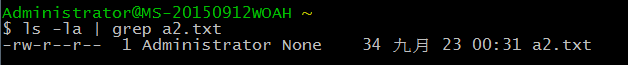 Administrator@MS-20150912WOAH ~
$ ls -la | grep a2.txt
-rw-r--r-- 1 Administrator None 34 九月 23 00:31 a2.txt